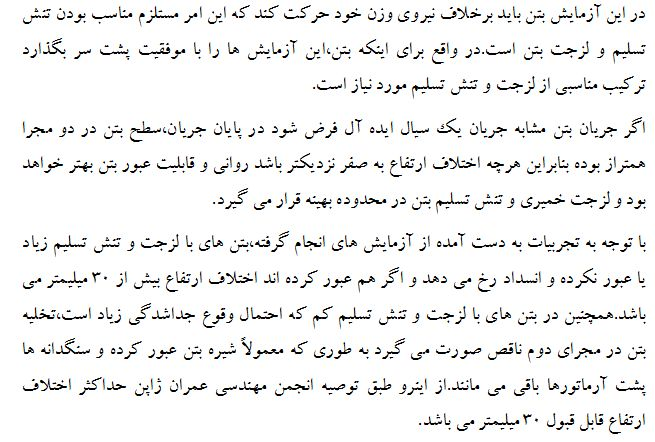 در این آزمایش بتن باید برخلاف نیروی وزن خود حرکت کند که این امر مستلزم مناسب بودن تنش
تسلیم و لزجت بتن است.در واقع برای اینکه بتن،این آزمایش ها را با موفقیت پشت سر بگذارد
ترکیب مناسبی از لزجت و تنش تسلیم مورد نیاز است.
اگر جریان بتن مشابه جریان یك سیال ایده آل فرض شود در پایان جریان،سطح بتن در دو مجرا
همتراز بوده بنابراین هرچه اختلاف ارتفاع به صفر نزدیکتر باشد روانی و قابلیت عبور بتن بهتر خواهد
بود و لزجت خمیری و تنش تسلیم بتن در محدوده بهینه قرار می گیرد.
با توجه به تجربیات به دست آمده از آزمایش های انجام گرفته،بتن های با لزجت و تنش تسلیم زیاد
یا عبور نکرده و انسداد رخ می دهد و اگر هم عبور کرده اند اختلاف ارتفاع بیش از ۳۰ میلیمتر می
باشد.همچنین در بتن های با لزجت و تنش تسلیم کم که احتمال وقوع جداشدگی زیاد است،تخلیه
بتن در مجرای دوم ناقص صورت می گیرد به طوری که معمولاً شیره بتن عبور کرده و سنگدانه ها
پشت آرماتورها باقی می مانند.از اینرو طبق توصیه انجمن مهندسی عمران ژاپن حداکثر اختلاف
ارتفاع قابل قبول ۳۰ میلیمتر می باشد.